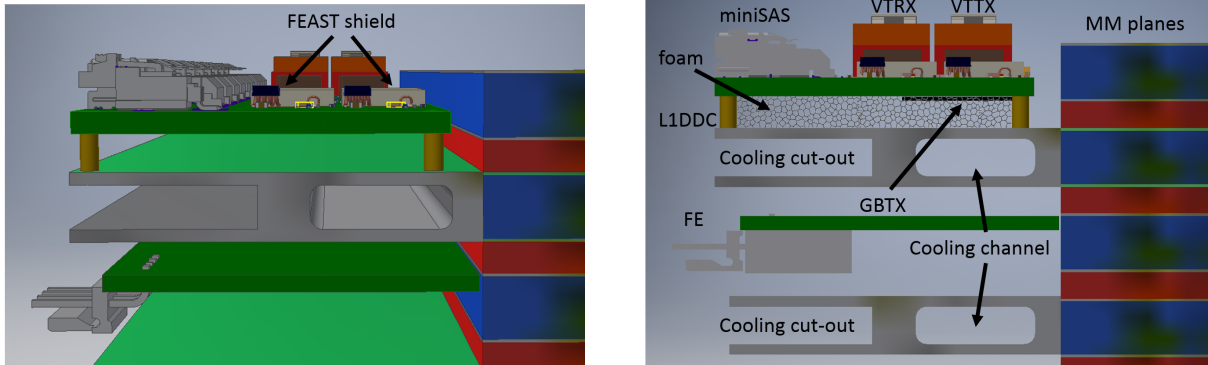 FEAST shield
VTRX
VTTX
miniSAS
MM planes
foam
L1DDC
Cooling cut-out
GBTX
FE
Cooling channel
Cooling cut-out